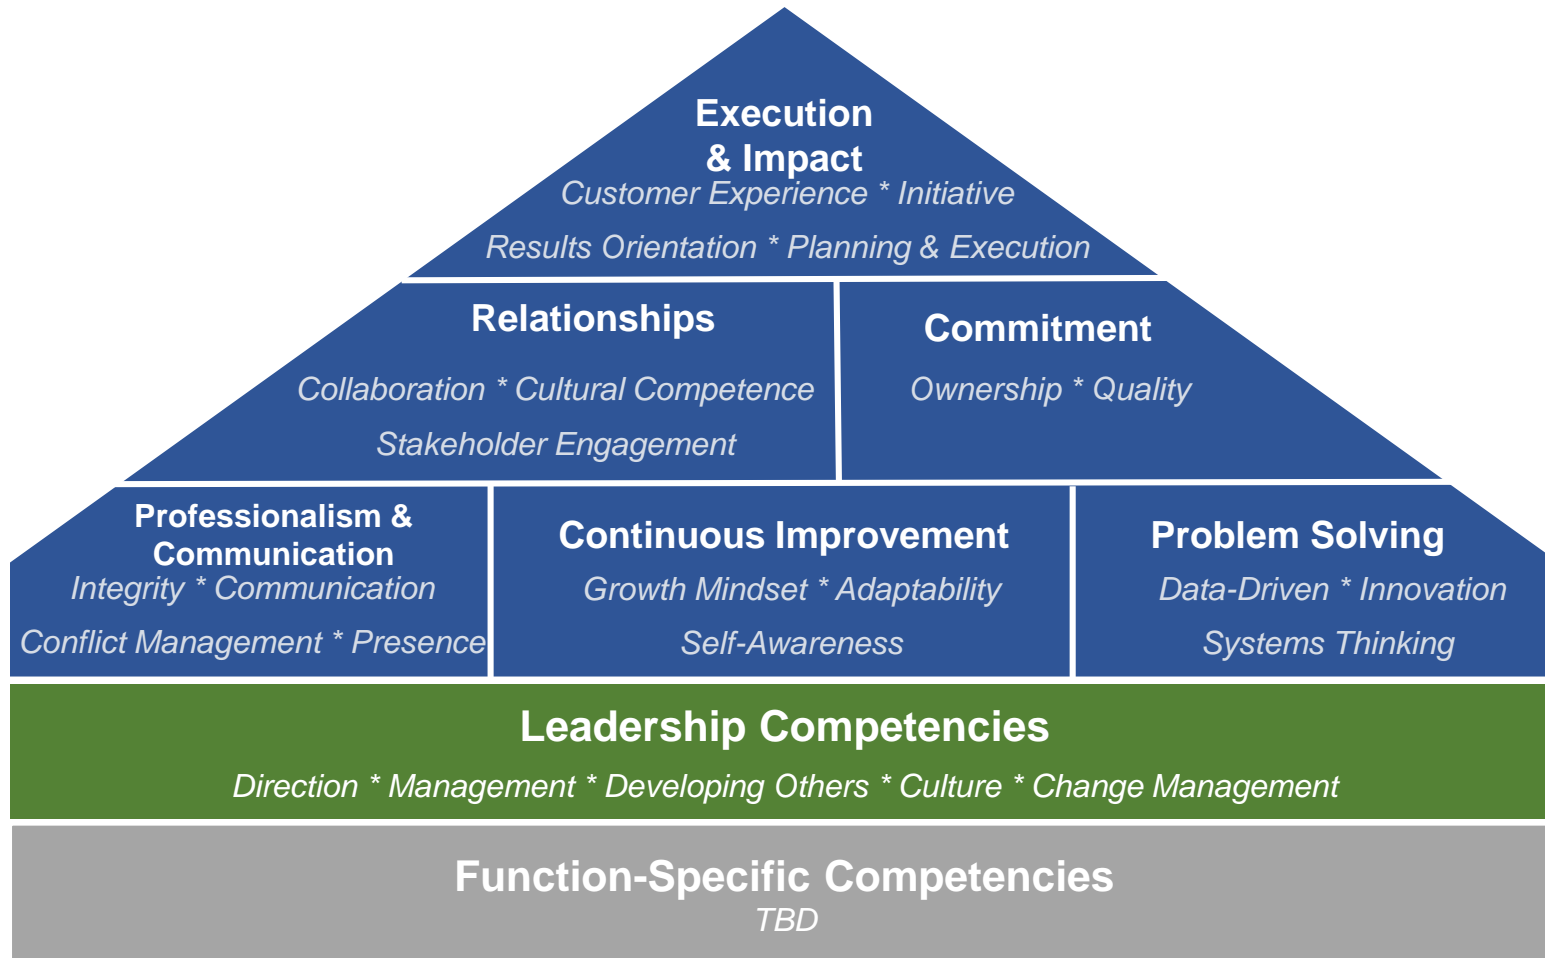 Execution
& Impact
Customer Experience * Initiative
Results Orientation * Planning & Execution
Relationships
Collaboration * Cultural Competence
Stakeholder Engagement
Commitment
Ownership * Quality
Professionalism &
Communication
Integrity * Communication
Conflict Management * Presence
Continuous Improvement
Growth Mindset * Adaptability
Self-Awareness
Problem Solving
Data-Driven * Innovation
Systems Thinking
Leadership Competencies
Direction * Management * Developing Others * Culture * Change Management
Function-Specific Competencies
TBD